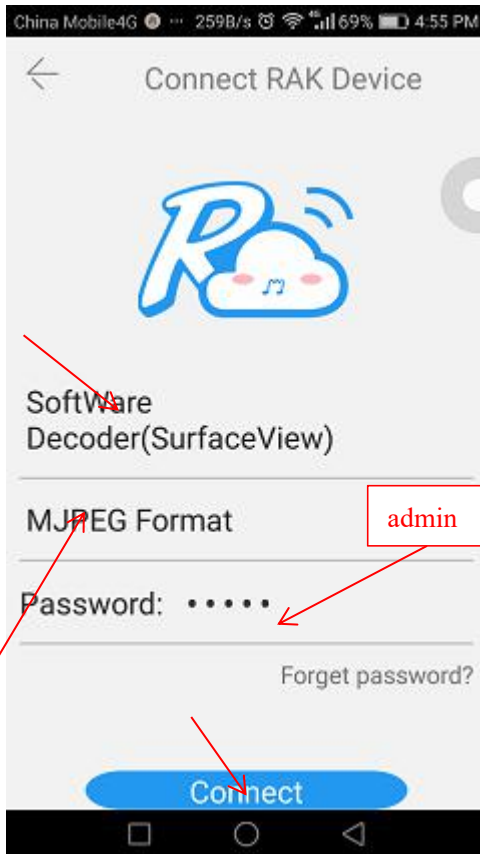 China Mobile4G ··· 259B/s 4G 69% 4:55 PM
Connect RAK Device
R
SoftWare
Decoder(SurfaceView)
MJPEG Format
admin
Password: •••••
Forget password?
Connect